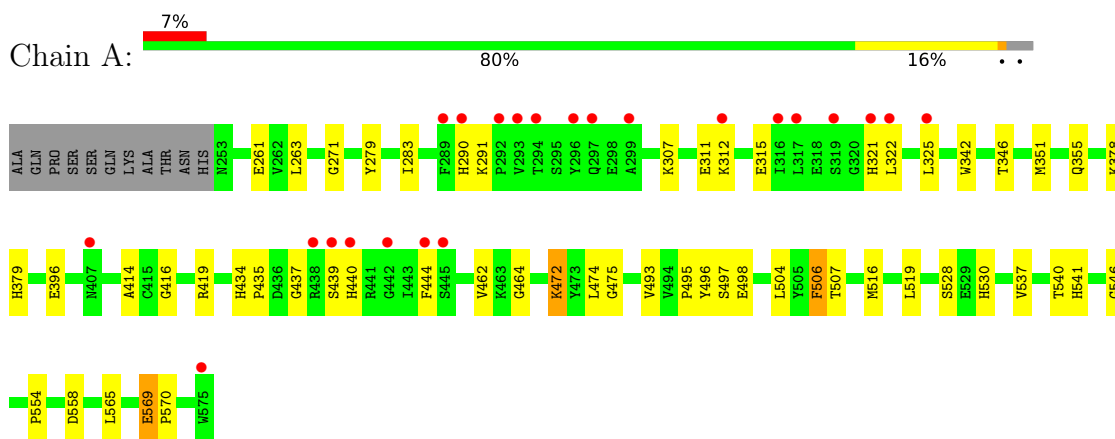 7%
Chain A:
80% 16% • •
ALA GLN PRO SER SER GLN LYS ALA THR ASN HIS N253 E261 V262 L263 G271 Y279 I283 F289 H290 K291 P292 V293 T294 S295 Y296 Q297 E298 A299 K307 E311 K312 E315 I316 L317 E318 S319 G320 H321 L322 L325 W342 T346 M351 Q355 K378
H379 E396 N407 A414 C415 G416 R419 H434 P435 D436 G437 R438 S439 H440 R441 G442 I443 F444 S445 V462 K463 G464 K472 Y473 L474 G475 V493 V494 P495 Y496 S497 E498 L504 Y505 F506 T507 M516 L519 S528 E529 H530 V537 T540 H541
P554 D558 L565 E569 P570 W575